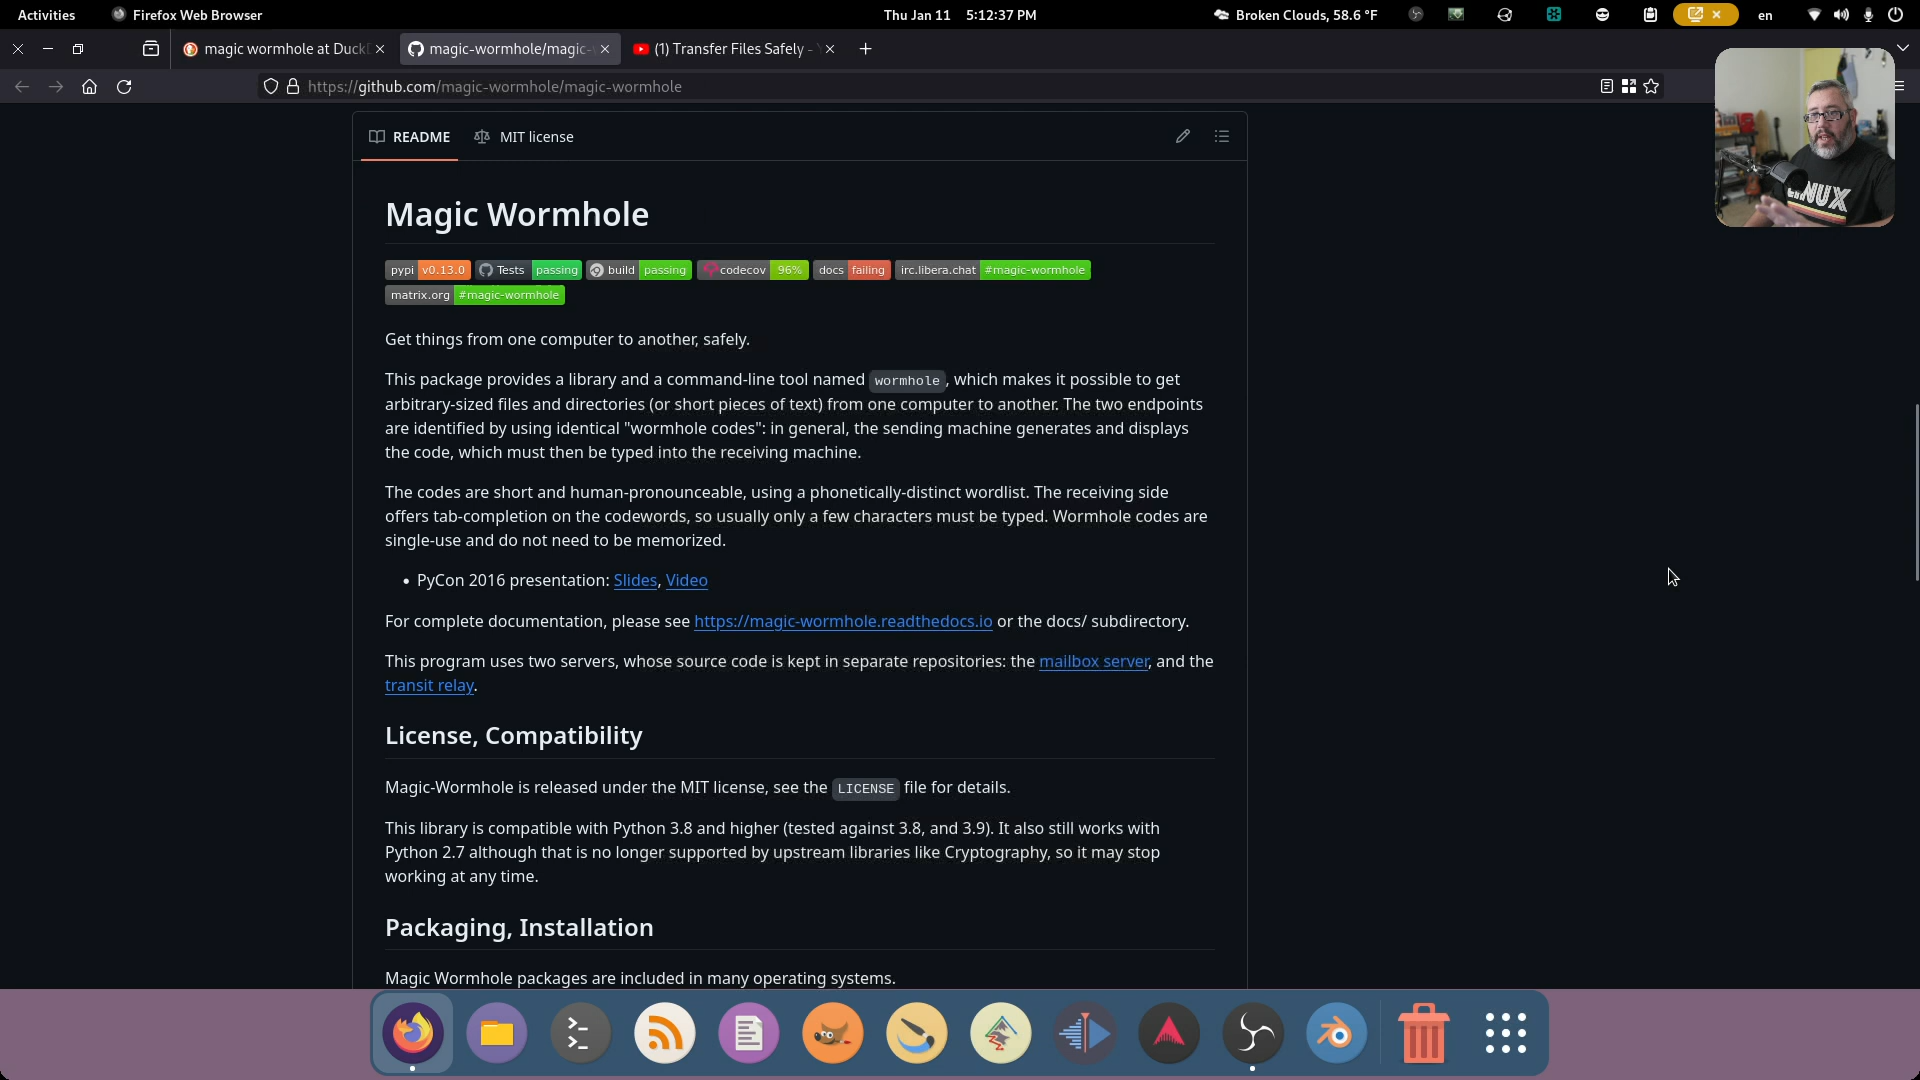 Activities
Firefox Web Browser
Thu Jan 11 5:12:37 PM
Broken Clouds, 58.6 °F
en
magic wormhole at Duck
magic-wormhole/magic-
(1) Transfer Files Safely -
https://github.com/magic-wormhole/magic-wormhole
README
MIT license
Magic Wormhole
pypi v0.13.0 Tests passing build passing codecov 96% docs failing irc.libera.chat #magic-wormhole
matrix.org #magic-wormhole
Get things from one computer to another, safely.
This package provides a library and a command-line tool named wormhole, which makes it possible to get
arbitrary-sized files and directories (or short pieces of text) from one computer to another. The two endpoints
are identified by using identical "wormhole codes": in general, the sending machine generates and displays
the code, which must then be typed into the receiving machine.
The codes are short and human-pronounceable, using a phonetically-distinct wordlist. The receiving side
offers tab-completion on the codewords, so usually only a few characters must be typed. Wormhole codes are
single-use and do not need to be memorized.
• PyCon 2016 presentation: Slides, Video
For complete documentation, please see https://magic-wormhole.readthedocs.io or the docs/ subdirectory.
This program uses two servers, whose source code is kept in separate repositories: the mailbox server, and the
transit relay.
License, Compatibility
Magic-Wormhole is released under the MIT license, see the LICENSE file for details.
This library is compatible with Python 3.8 and higher (tested against 3.8, and 3.9). It also still works with
Python 2.7 although that is no longer supported by upstream libraries like Cryptography, so it may stop
working at any time.
Packaging, Installation
Magic Wormhole packages are included in many operating systems.